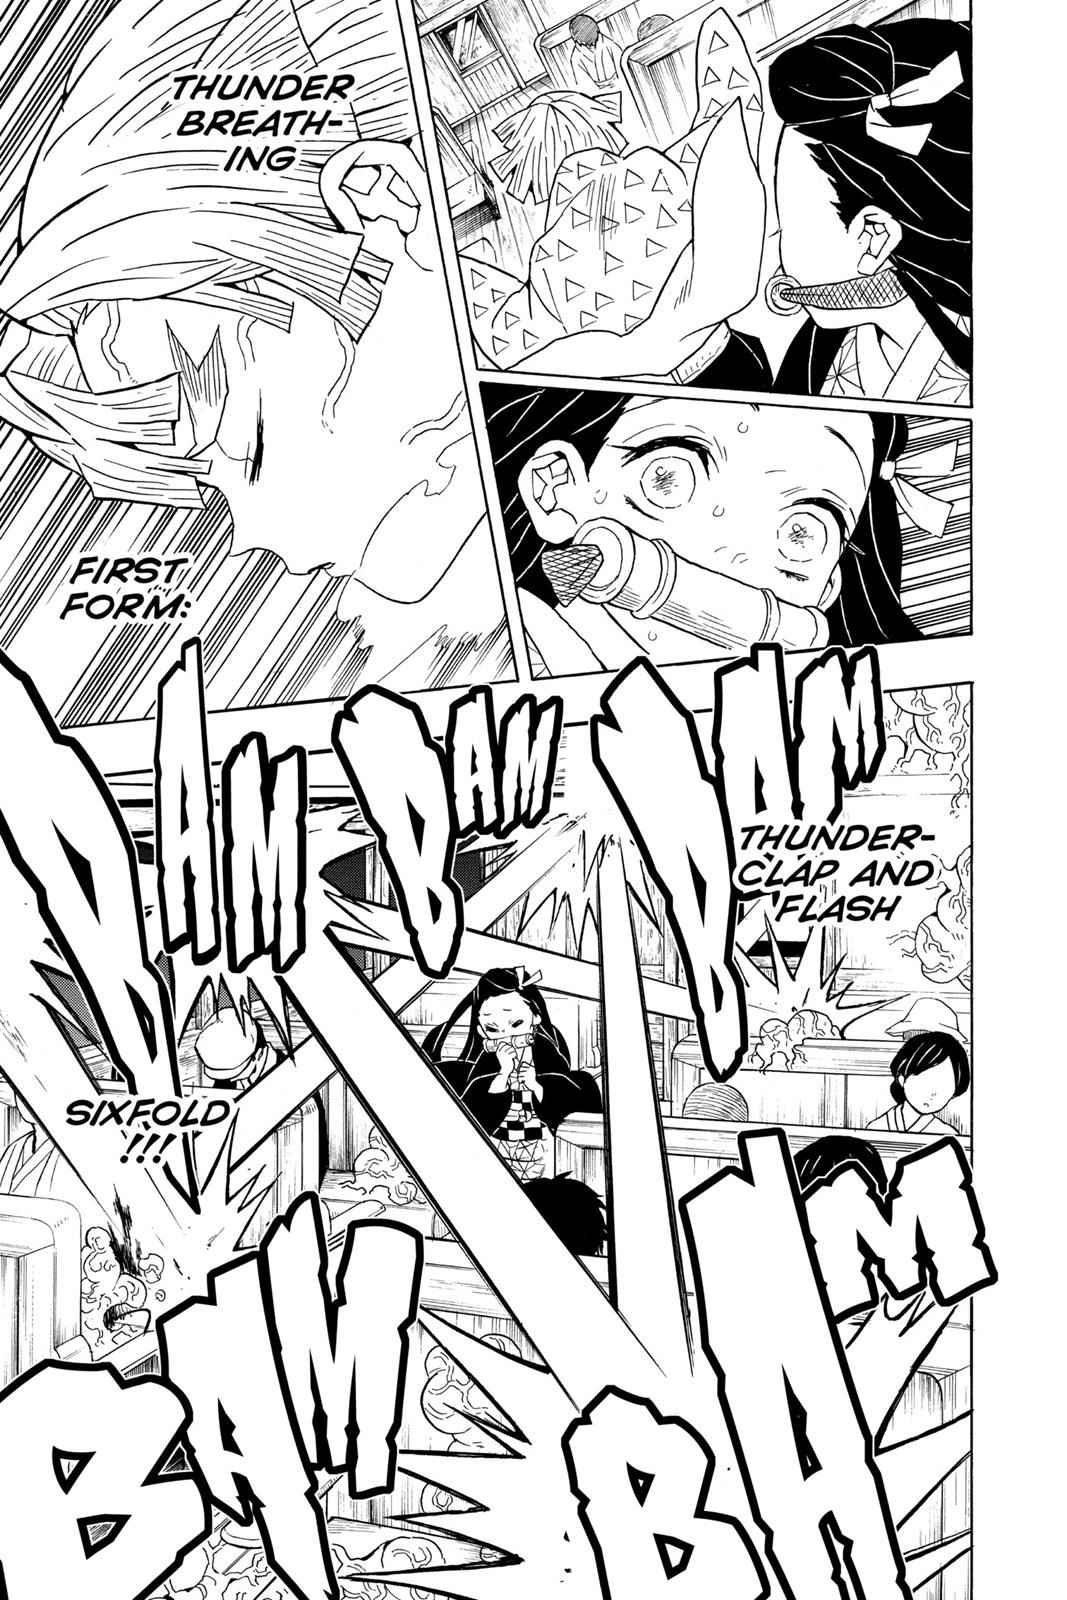 THUNDER
BREATH-
ING
FIRST
FORM:
BAM BAM BAM
THUNDER-
CLAP AND
FLASH
SIXFOLD
!!!
BAM
BAM